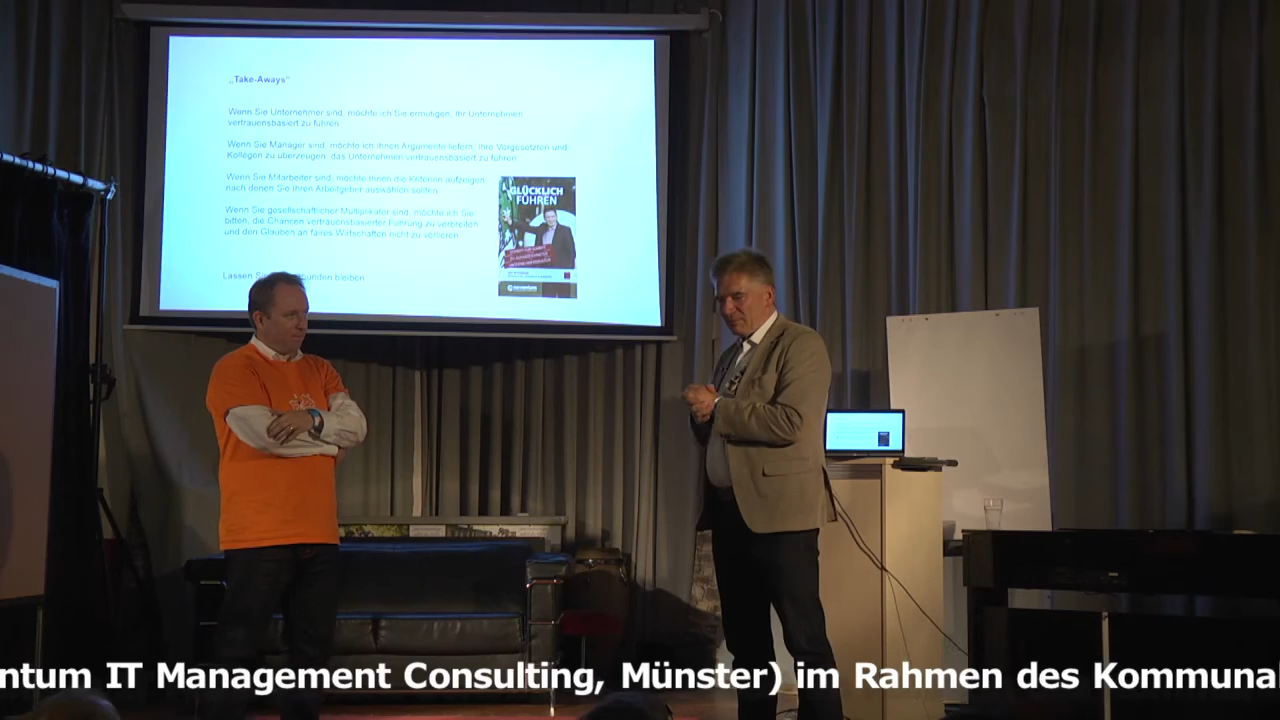 „Take-Aways“
Wenn Sie Unternehmer sind, möchte ich Sie ermutigen, Ihr Unternehmen
vertrauensbasiert zu führen
Wenn Sie Manager sind, möchte ich Ihnen Argumente liefern, Ihre Vorgesetzten und
Kollegen zu überzeugen, das Unternehmen vertrauensbasiert zu führen
Wenn Sie Mitarbeiter sind, möchte Ihnen die Kriterien aufzeigen,
nach denen Sie Ihren Arbeitgeber auswählen sollten
Wenn Sie gesellschaftlicher Multiplikator sind, möchte ich Sie
bitten, die Chancen vertrauensbasierter Führung zu verbreiten
und den Glauben an faires Wirtschaften nicht zu verlieren
Lassen bleiben
GLÜCKLICH
FÜHREN
ntum IT Management Consulting, Münster) im Rahmen des Kommuna